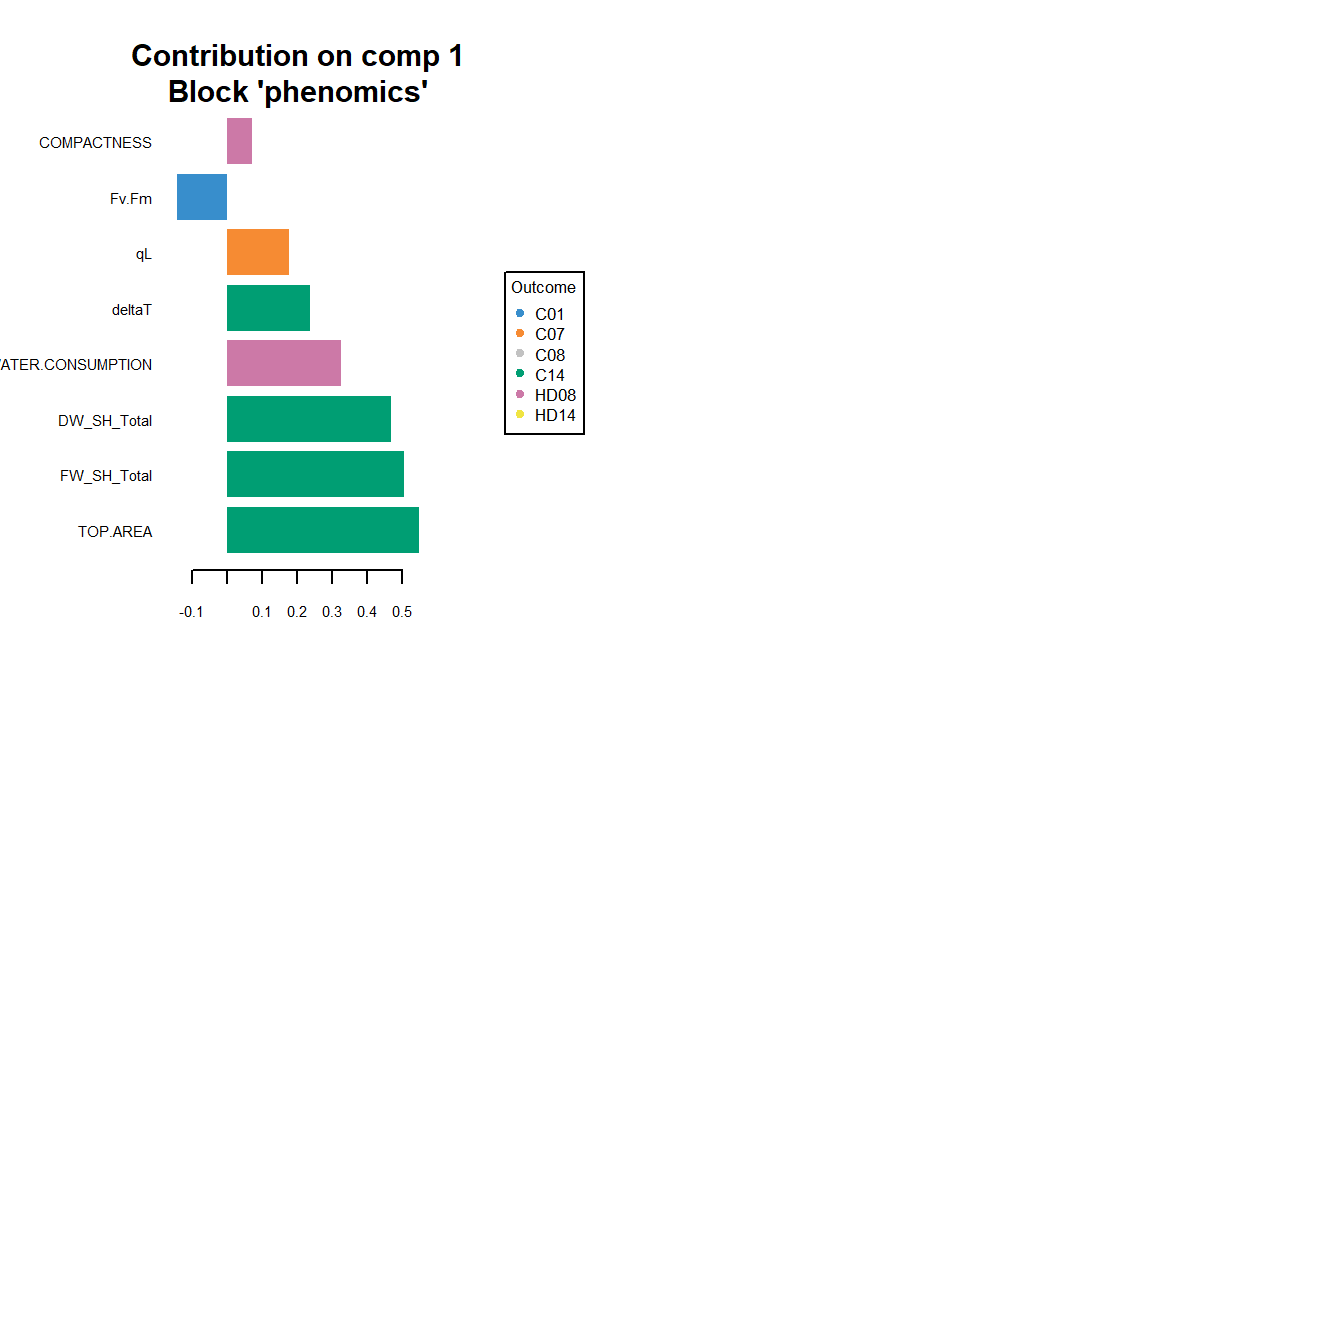 Contribution on comp 1
Block 'phenomics'
COMPACTNESS
Fv.Fm
qL
deltaT
ATER.CONSUMPTION
DW_SH_Total
FW_SH_Total
TOP.AREA
-0.1 0.1 0.2 0.3 0.4 0.5
Outcome
C01
C07
C08
C14
HD08
HD14